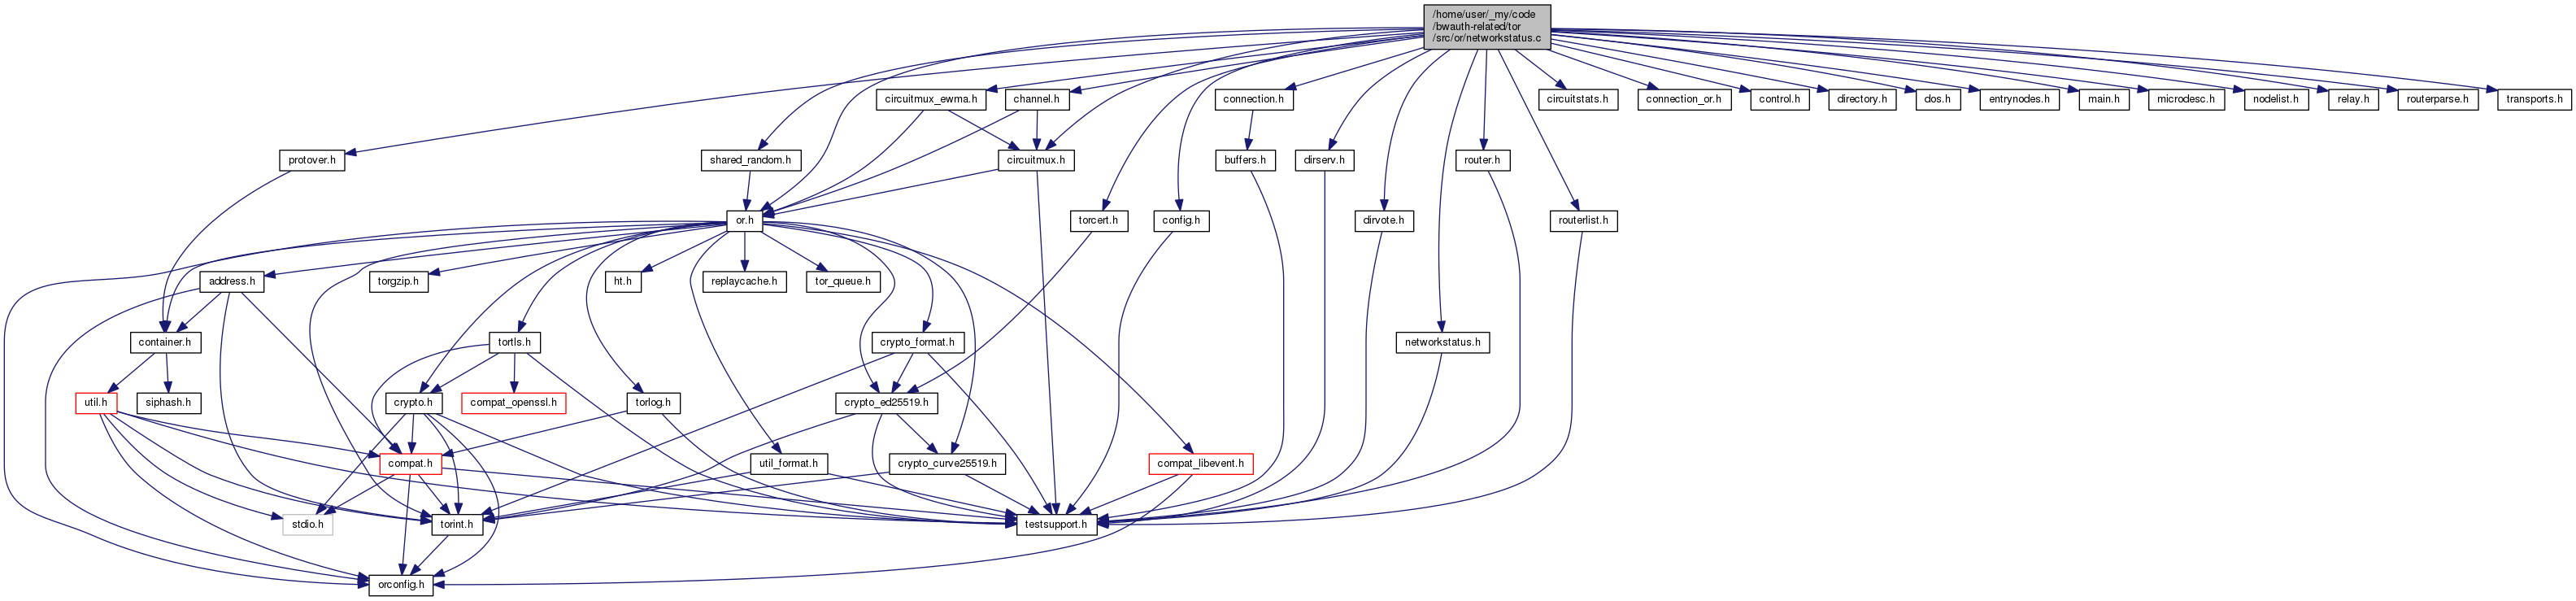 /home/user/_my/code
/bwauth-related/tor
/src/or/networkstatus.c
circuitmux_ewma.h
channel.h
connection.h
circuitstats.h
connection_or.h
control.h
directory.h
dos.h
entrynodes.h
main.h
microdesc.h
nodelist.h
relay.h
routerparse.h
transports.h
protover.h
shared_random.h
circuitmux.h
buffers.h
dirserv.h
router.h
or.h
torcert.h
config.h
dirvote.h
routerlist.h
address.h
torgzip.h
ht.h
replaycache.h
tor_queue.h
container.h
tortls.h
crypto_format.h
networkstatus.h
util.h
siphash.h
crypto.h
compat_openssl.h
torlog.h
crypto_ed25519.h
compat.h
util_format.h
crypto_curve25519.h
compat_libevent.h
stdio.h
torint.h
testsupport.h
orconfig.h